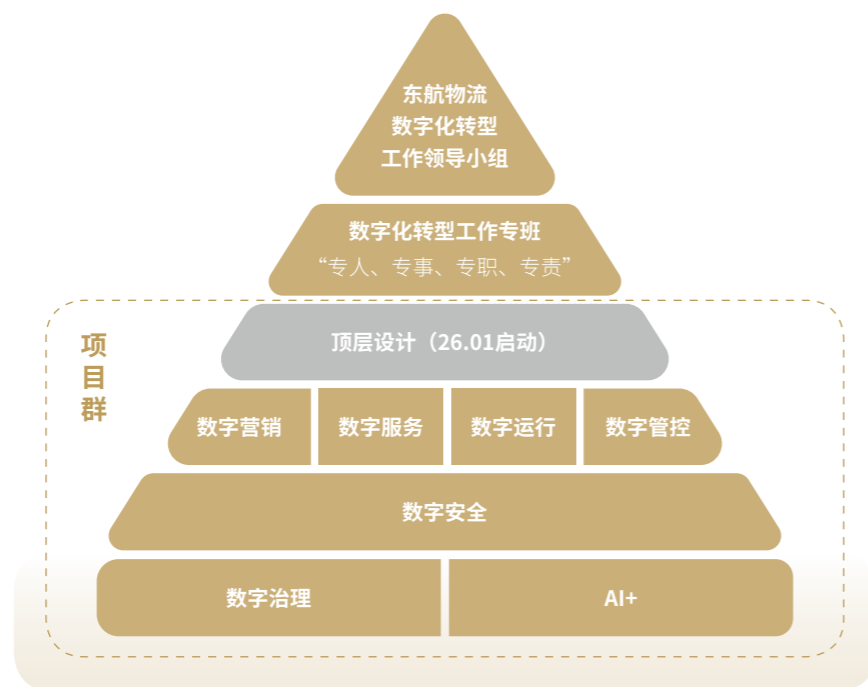 东航物流
数字化转型
工作领导小组
数字化转型工作专班
“专人、专事、专职、专责”
项目群
顶层设计（26.01启动）
数字营销
数字服务
数字运行
数字管控
数字安全
数字治理
AI+